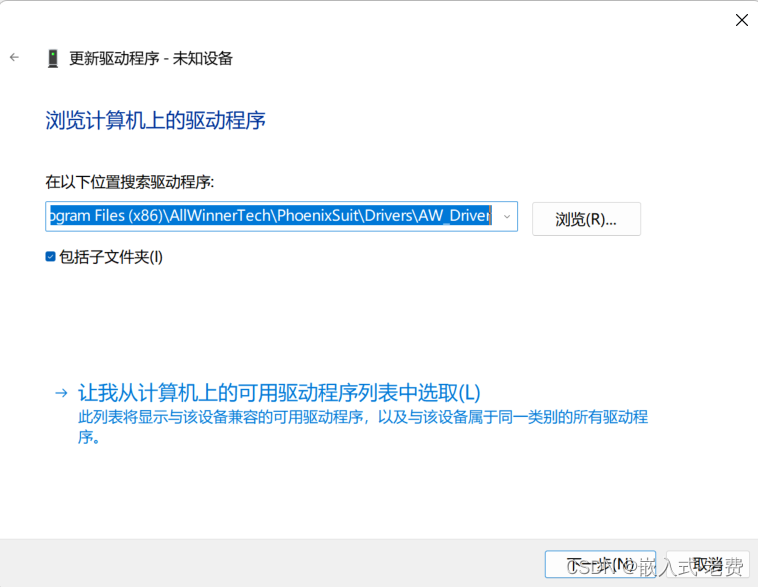 更新驱动程序 - 未知设备
浏览计算机上的驱动程序
在以下位置搜索驱动程序:
ogram Files (x86)\AllWinnerTech\PhoenixSuit\Drivers\AW_Driver
浏览(R)...
包括子文件夹(I)
让我从计算机上的可用驱动程序列表中选取(L)
此列表将显示与该设备兼容的可用驱动程序，以及与该设备属于同一类别的所有驱动程
序。
下一步(N)
取消
CSDN @嵌入式-老费